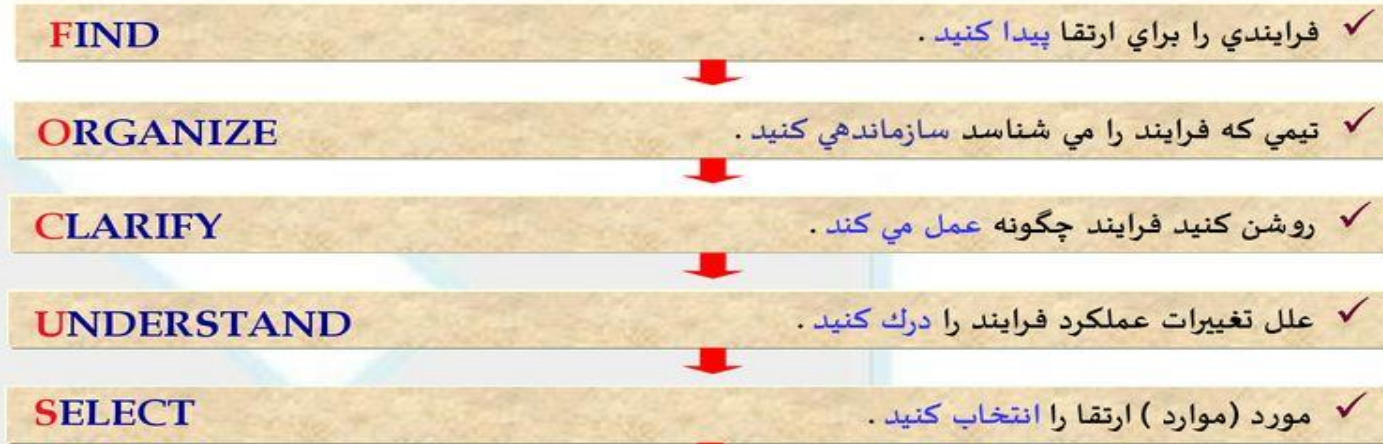 FIND ✓ فرايندي را براي ارتقا پيدا كنيد .
ORGANIZE ✓ تيمي كه فرايند را مي شناسد سازماندهي كنيد .
CLARIFY ✓ روشن كنيد فرايند چگونه عمل مي كند .
UNDERSTAND ✓ علل تغييرات عملكرد فرايند را درك كنيد .
SELECT ✓ مورد (موارد ) ارتقا را انتخاب كنيد .